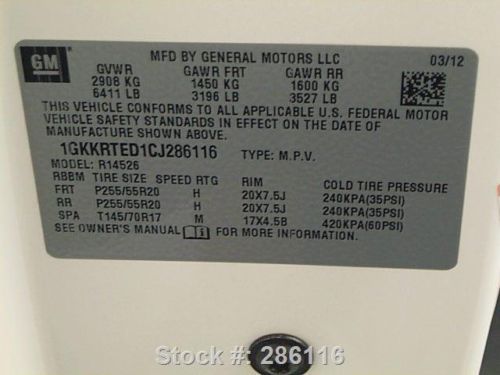 GM
MFD BY GENERAL MOTORS LLC 03/12
GVWR GAWR FRT GAWR RR
2908 KG 1450 KG 1600 KG
6411 LB 3196 LB 3527 LB
THIS VEHICLE CONFORMS TO ALL APPLICABLE U.S. FEDERAL MOTOR
VEHICLE SAFETY STANDARDS IN EFFECT ON THE DATE OF
MANUFACTURE SHOWN ABOVE.
1GKKRTED1CJ286116 TYPE: M.P.V.
MODEL: R14526
RBBM TIRE SIZE SPEED RTG RIM COLD TIRE PRESSURE
FRT P255/55R20 H 20X7.5J 240KPA(35PSI)
RR P255/55R20 H 20X7.5J 240KPA(35PSI)
SPA T145/70R17 M 17X4.5B 420KPA(60PSI)
SEE OWNER'S MANUAL FOR MORE INFORMATION.
Stock #: 286116